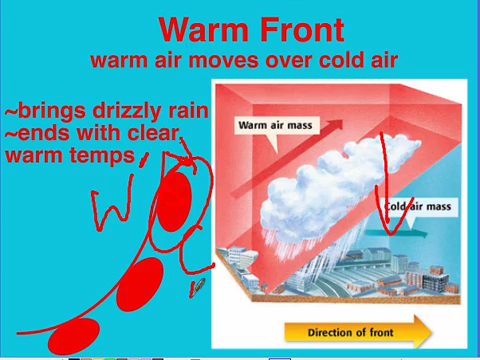 Warm Front
warm air moves over cold air
~brings drizzly rain
~ends with clear,
warm temps,
Warm air mass
Cold air mass
W
C
Direction of front